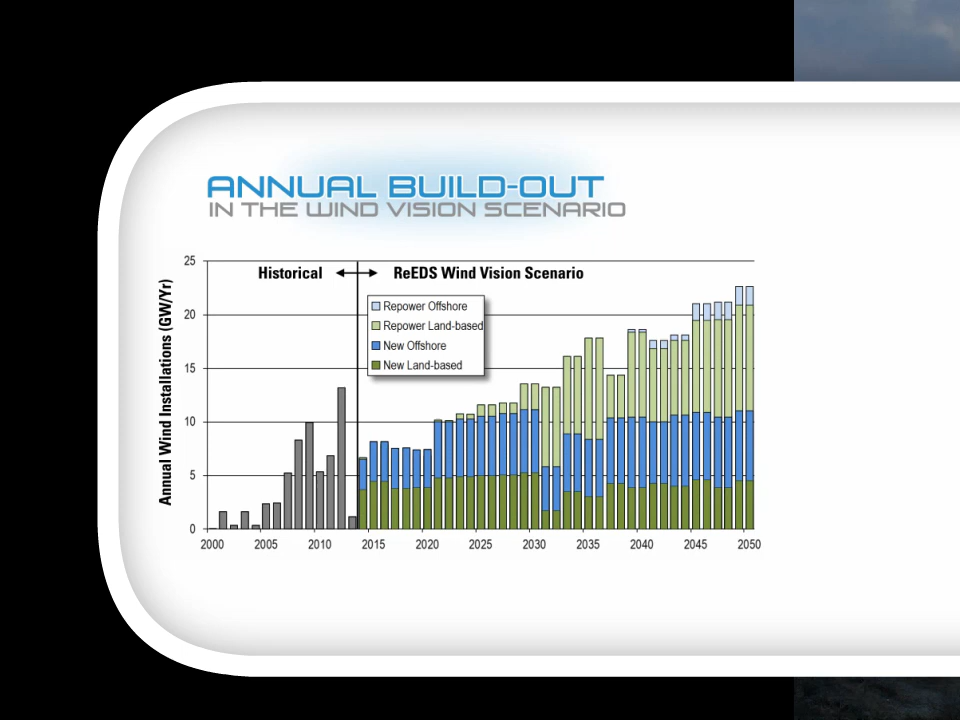 ANNUAL BUILD-OUT
IN THE WIND VISION SCENARIO
Annual Wind Installations (GW/Yr)
25
20
15
10
5
0
Historical
ReEDS Wind Vision Scenario
Repower Offshore
Repower Land-based
New Offshore
New Land-based
2000 2005 2010 2015 2020 2025 2030 2035 2040 2045 2050